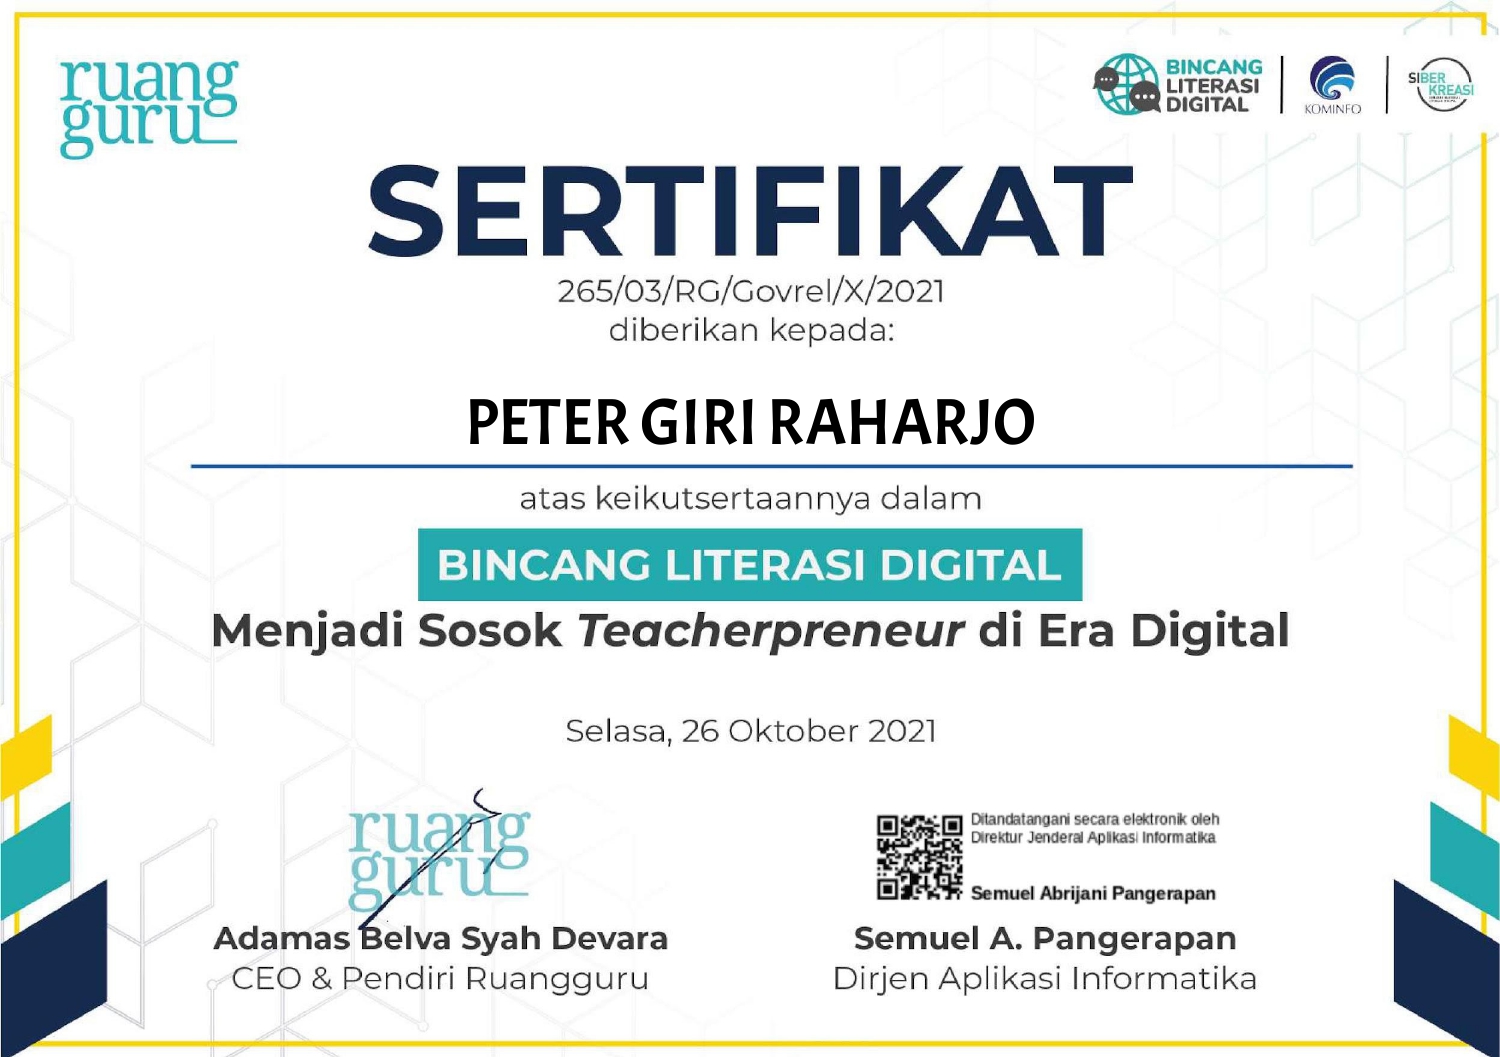 ruang
guru
BINCANG
LITERASI
DIGITAL
KOMINFO
SIBER
KREASI
SERTIFIKAT
265/03/RG/Govrel/X/2021
diberikan kepada:
PETER GIRI RAHARJO
atas keikutsertaannya dalam
BINCANG LITERASI DIGITAL
Menjadi Sosok Teacherpreneur di Era Digital
Selasa, 26 Oktober 2021
ruang
guru
Adamas Belva Syah Devara
CEO & Pendiri Ruangguru
Ditandatangani secara elektronik oleh
Direktur Jenderal Aplikasi Informatika
Semuel Abrijani Pangerapan
Semuel A. Pangerapan
Dirjen Aplikasi Informatika